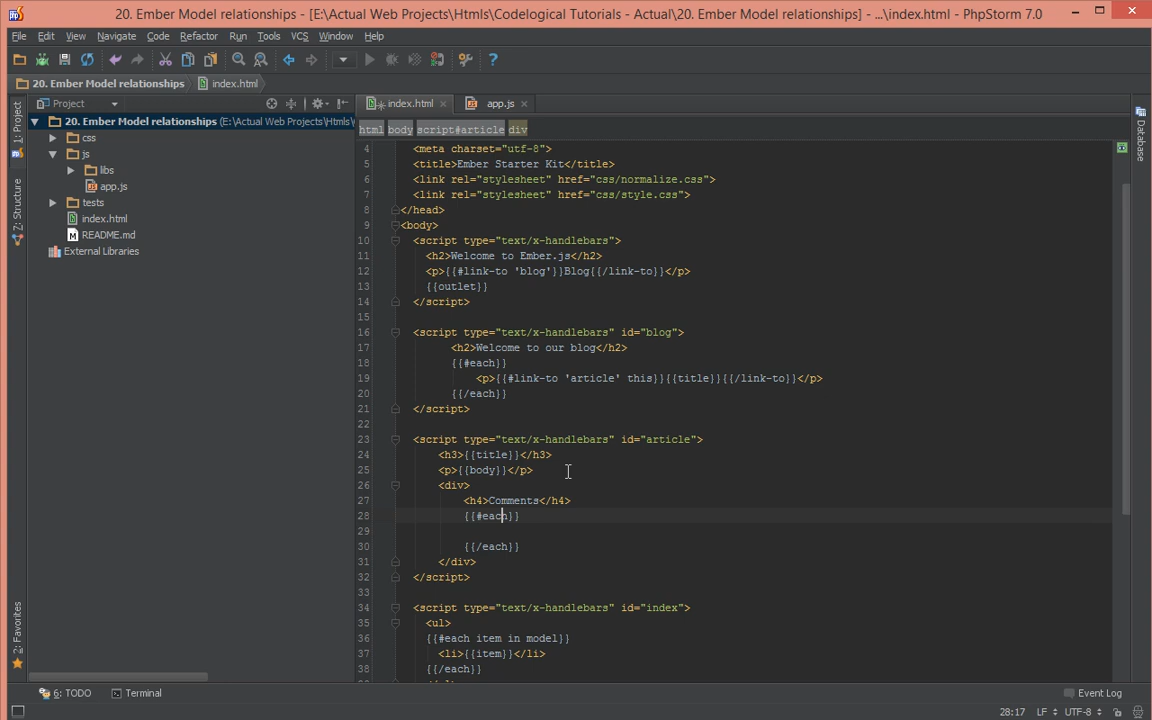 20. Ember Model relationships - [E:\Actual Web Projects\Htmls\Codelogical Tutorials - Actual\20. Ember Model relationships] - ...\index.html - PhpStorm 7.0
File Edit View Navigate Code Refactor Run Tools VCS Window Help
20. Ember Model relationships index.html
Project index.html app.js
1: Project
Z: Structure
2: Favorites
Database
20. Ember Model relationships (E:\Actual Web Projects\Htmls\
css
js
libs
app.js
tests
index.html
README.md
External Libraries
html body script#article div
4 <meta charset="utf-8">
5 <title>Ember Starter Kit</title>
6 <link rel="stylesheet" href="css/normalize.css">
7 <link rel="stylesheet" href="css/style.css">
8 </head>
9 <body>
10 <script type="text/x-handlebars">
11 <h2>Welcome to Ember.js</h2>
12 <p>{{#link-to 'blog'}}Blog{{/link-to}}</p>
13 {{outlet}}
14 </script>
15
16 <script type="text/x-handlebars" id="blog">
17 <h2>Welcome to our blog</h2>
18 {{#each}}
19 <p>{{#link-to 'article' this}}{{title}}{{/link-to}}</p>
20 {{/each}}
21 </script>
22
23 <script type="text/x-handlebars" id="article">
24 <h3>{{title}}</h3>
25 <p>{{body}}</p>
26 <div>
27 <h4>Comments</h4>
28 {{#each}}
29
30 {{/each}}
31 </div>
32 </script>
33
34 <script type="text/x-handlebars" id="index">
35 <ul>
36 {{#each item in model}}
37 <li>{{item}}</li>
38 {{/each}}
6: TODO Terminal Event Log
28:17 LF UTF-8